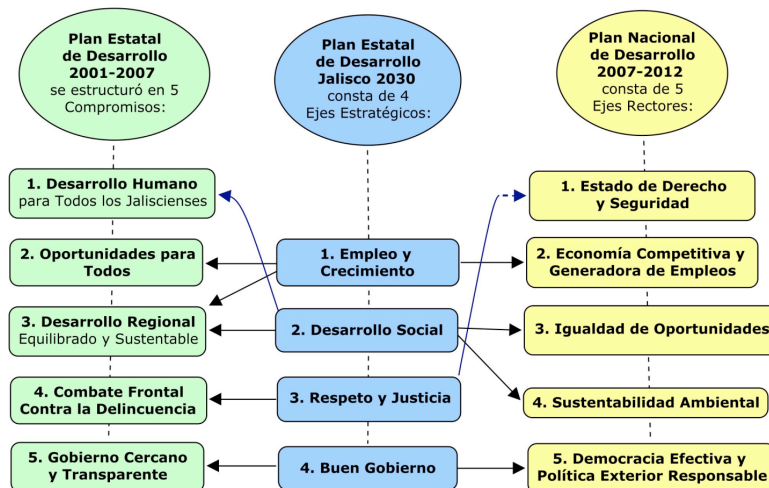 Plan Estatal
de Desarrollo
2001-2007
se estructuró en 5
Compromisos:
Plan Estatal
de Desarrollo
Jalisco 2030
consta de 4
Ejes Estratégicos:
Plan Nacional
de Desarrollo
2007-2012
consta de 5
Ejes Rectores:
1. Desarrollo Humano
para Todos los Jaliscienses
2. Oportunidades para
Todos
3. Desarrollo Regional
Equilibrado y Sustentable
4. Combate Frontal
Contra la Delincuencia
5. Gobierno Cercano
y Transparente
1. Empleo y
Crecimiento
2. Desarrollo Social
3. Respeto y Justicia
4. Buen Gobierno
1. Estado de Derecho
y Seguridad
2. Economía Competitiva y
Generadora de Empleos
3. Igualdad de Oportunidades
4. Sustentabilidad Ambiental
5. Democracia Efectiva y
Política Exterior Responsable